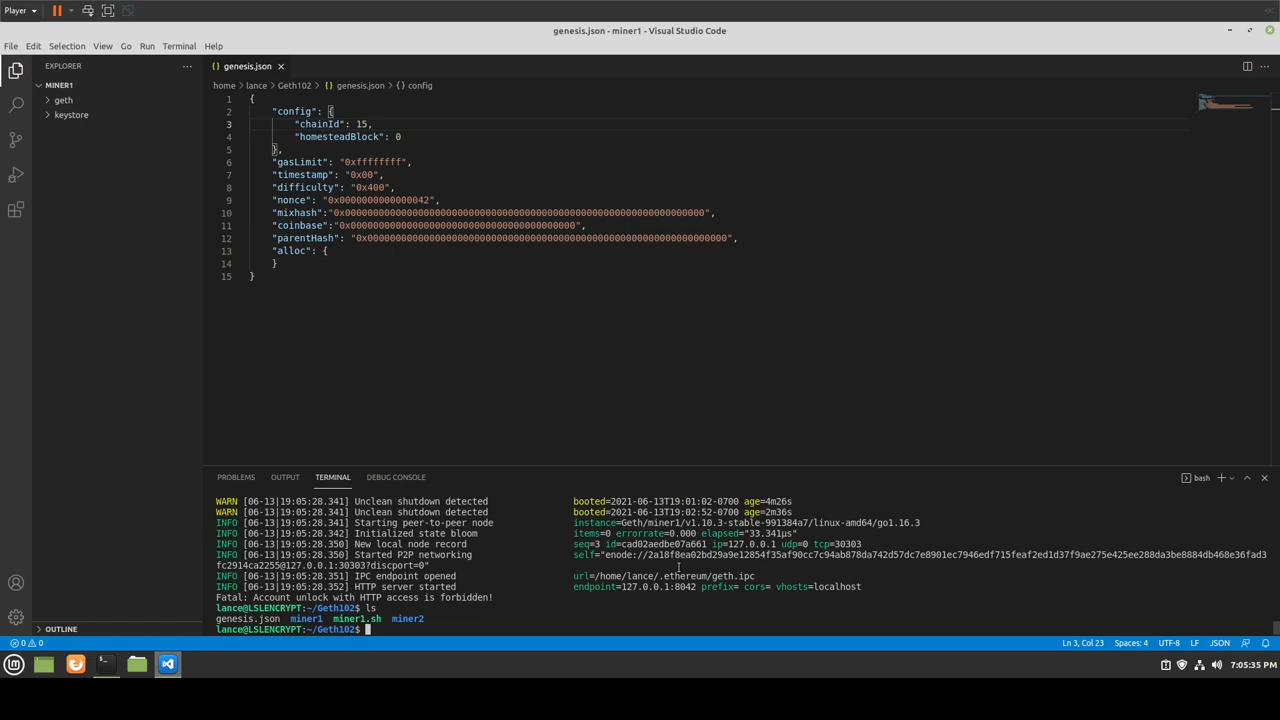 Player
genesis.json - miner1 - Visual Studio Code
File Edit Selection View Go Run Terminal Help
EXPLORER
MINER1
geth
keystore
OUTLINE
{} genesis.json
home > lance > Geth102 > {} genesis.json > {} config
1 {
2 "config": {
3 "chainId": 15,
4 "homesteadBlock": 0
5 },
6 "gasLimit": "0xffffffff",
7 "timestamp": "0x00",
8 "difficulty": "0x400",
9 "nonce": "0x0000000000000042",
10 "mixhash":"0x0000000000000000000000000000000000000000000000000000000000000000",
11 "coinbase":"0x0000000000000000000000000000000000000000",
12 "parentHash": "0x0000000000000000000000000000000000000000000000000000000000000000",
13 "alloc": {
14 }
15 }
PROBLEMS OUTPUT TERMINAL DEBUG CONSOLE
bash
WARN [06-13|19:05:28.341] Unclean shutdown detected booted=2021-06-13T19:01:02-0700 age=4m26s
WARN [06-13|19:05:28.341] Unclean shutdown detected booted=2021-06-13T19:02:52-0700 age=2m36s
INFO [06-13|19:05:28.341] Starting peer-to-peer node instance=Geth/miner1/v1.10.3-stable-991384a7/linux-amd64/go1.16.3
INFO [06-13|19:05:28.350] Initialized state bloom items=0 errorrate=0.000 elapsed="33.341µs"
INFO [06-13|19:05:28.350] New local node record seq=3 id=cad02aedbe07a661 ip=127.0.0.1 udp=0 tcp=30303
INFO [06-13|19:05:28.350] Started P2P networking self="enode://2a18f8ea02bd29a9e12854f35af90cc7c94ab878da742d57dc7e8901ec7946edf715feaf2ed1d37f9ae275e425ee288da3be8884db468e36fad3
fc2914ca2255@127.0.0.1:30303?discport=0"
INFO [06-13|19:05:28.351] IPC endpoint opened url=/home/lance/.ethereum/geth.ipc
INFO [06-13|19:05:28.352] HTTP server started endpoint=127.0.0.1:8042 prefix= cors= vhosts=localhost
Fatal: Account unlock with HTTP access is forbidden!
lance@LSLENCRYPT:~/Geth102$ ls
genesis.json miner1 miner1.sh miner2
lance@LSLENCRYPT:~/Geth102$
0 0
Ln 3, Col 23 Spaces: 4 UTF-8 LF JSON
7:05:35 PM